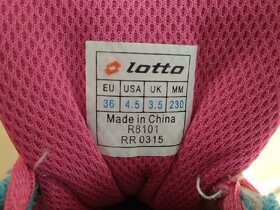 lotto
EU USA UK MM
36 4.5 3.5 230
Made in China
R8101
RR 0315